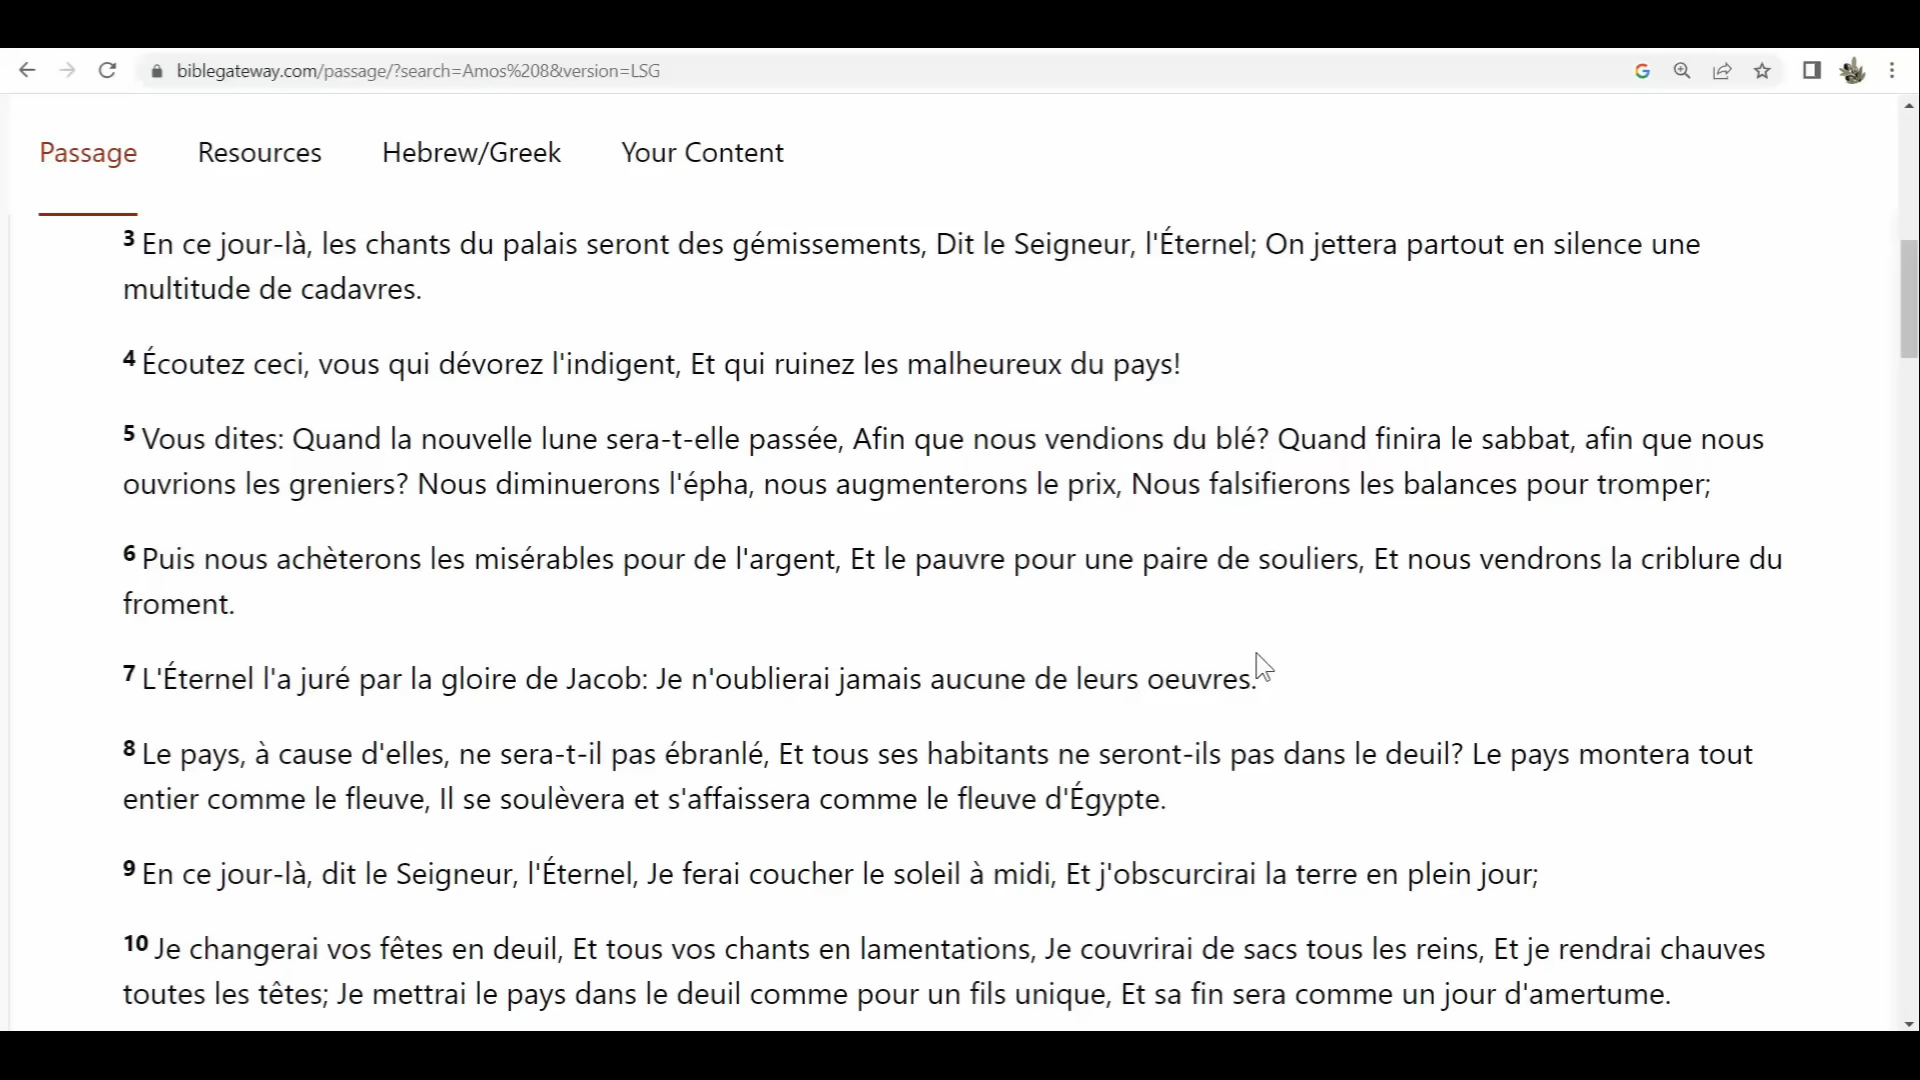 biblegateway.com/passage/?search=Amos%208&version=LSG
Passage Resources Hebrew/Greek Your Content
3 En ce jour-là, les chants du palais seront des gémissements, Dit le Seigneur, l'Éternel; On jettera partout en silence une
multitude de cadavres.
4 Écoutez ceci, vous qui dévorez l'indigent, Et qui ruinez les malheureux du pays!
5 Vous dites: Quand la nouvelle lune sera-t-elle passée, Afin que nous vendions du blé? Quand finira le sabbat, afin que nous
ouvrions les greniers? Nous diminuerons l'épha, nous augmenterons le prix, Nous falsifierons les balances pour tromper;
6 Puis nous achèterons les misérables pour de l'argent, Et le pauvre pour une paire de souliers, Et nous vendrons la criblure du
froment.
7 L'Éternel l'a juré par la gloire de Jacob: Je n'oublierai jamais aucune de leurs oeuvres.
8 Le pays, à cause d'elles, ne sera-t-il pas ébranlé, Et tous ses habitants ne seront-ils pas dans le deuil? Le pays montera tout
entier comme le fleuve, Il se soulèvera et s'affaissera comme le fleuve d'Égypte.
9 En ce jour-là, dit le Seigneur, l'Éternel, Je ferai coucher le soleil à midi, Et j'obscurcirai la terre en plein jour;
10 Je changerai vos fêtes en deuil, Et tous vos chants en lamentations, Je couvrirai de sacs tous les reins, Et je rendrai chauves
toutes les têtes; Je mettrai le pays dans le deuil comme pour un fils unique, Et sa fin sera comme un jour d'amertume.